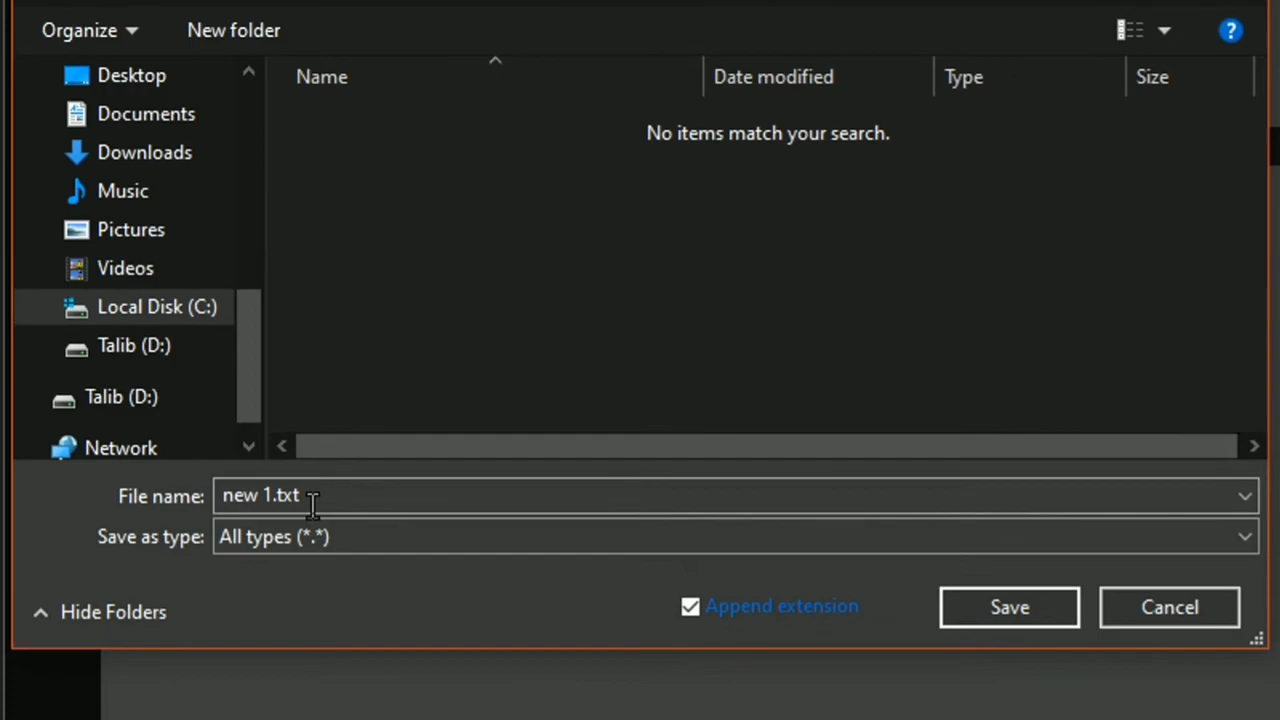 Organize New folder ?
Name Date modified Type Size
No items match your search.
Desktop
Documents
Downloads
Music
Pictures
Videos
Local Disk (C:)
Talib (D:)
Talib (D:)
Network
File name: new 1.txt
Save as type: All types (*.*)
Hide Folders Append extension Save Cancel